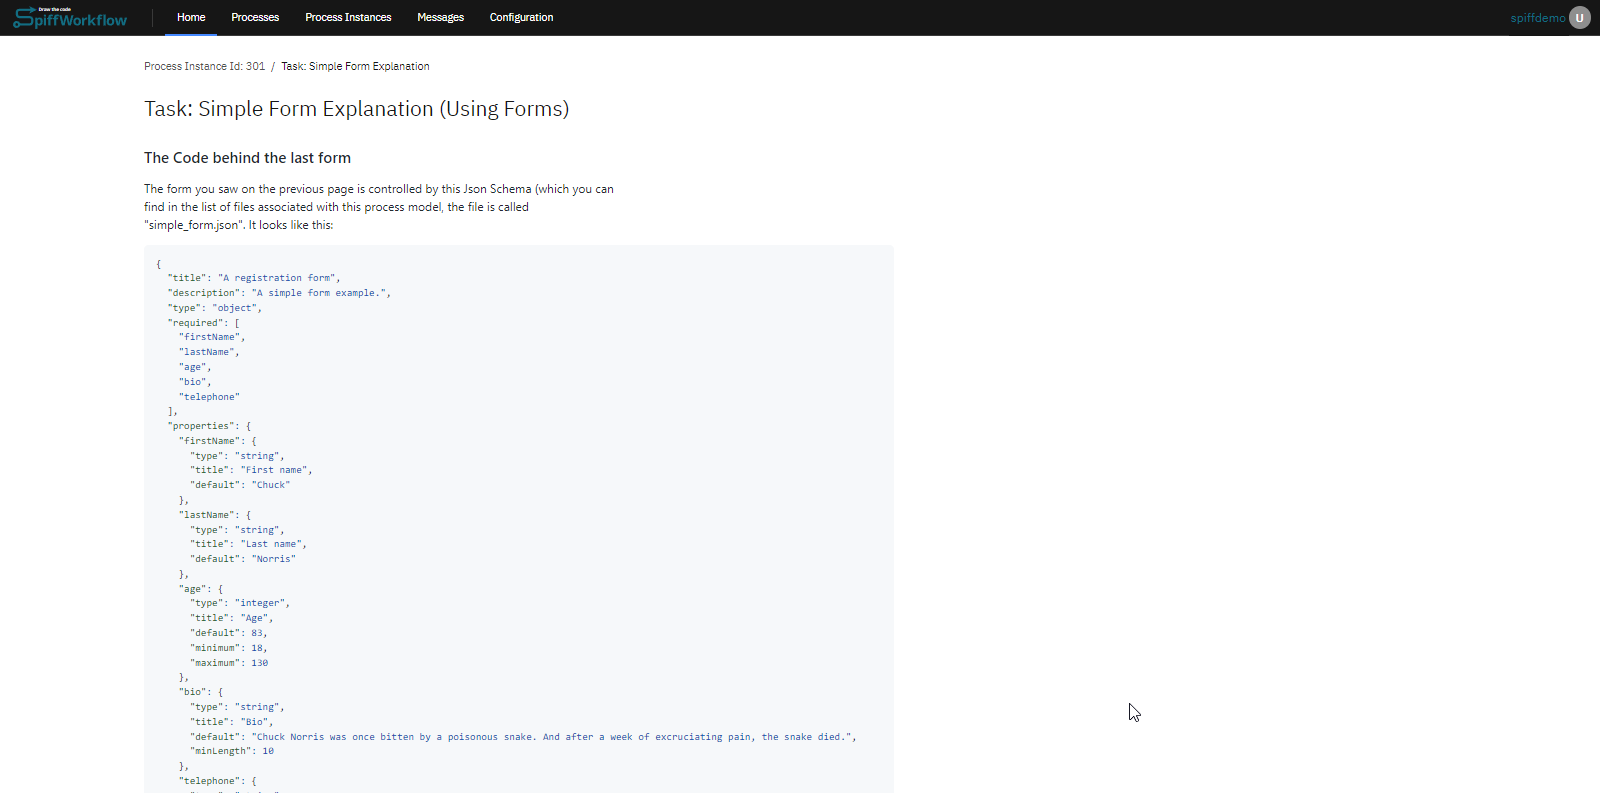 Draw the code
SpiffWorkflow
Home Processes Process Instances Messages Configuration
spiffdemo U
Process Instance Id: 301 / Task: Simple Form Explanation
Task: Simple Form Explanation (Using Forms)
The Code behind the last form
The form you saw on the previous page is controlled by this Json Schema (which you can
find in the list of files associated with this process model, the file is called
"simple_form.json". It looks like this:
{
  "title": "A registration form",
  "description": "A simple form example.",
  "type": "object",
  "required": [
    "firstName",
    "lastName",
    "age",
    "bio",
    "telephone"
  ],
  "properties": {
    "firstName": {
      "type": "string",
      "title": "First name",
      "default": "Chuck"
    },
    "lastName": {
      "type": "string",
      "title": "Last name",
      "default": "Norris"
    },
    "age": {
      "type": "integer",
      "title": "Age",
      "default": 83,
      "minimum": 18,
      "maximum": 130
    },
    "bio": {
      "type": "string",
      "title": "Bio",
      "default": "Chuck Norris was once bitten by a poisonous snake. And after a week of excruciating pain, the snake died.",
      "minLength": 10
    },
    "telephone": {